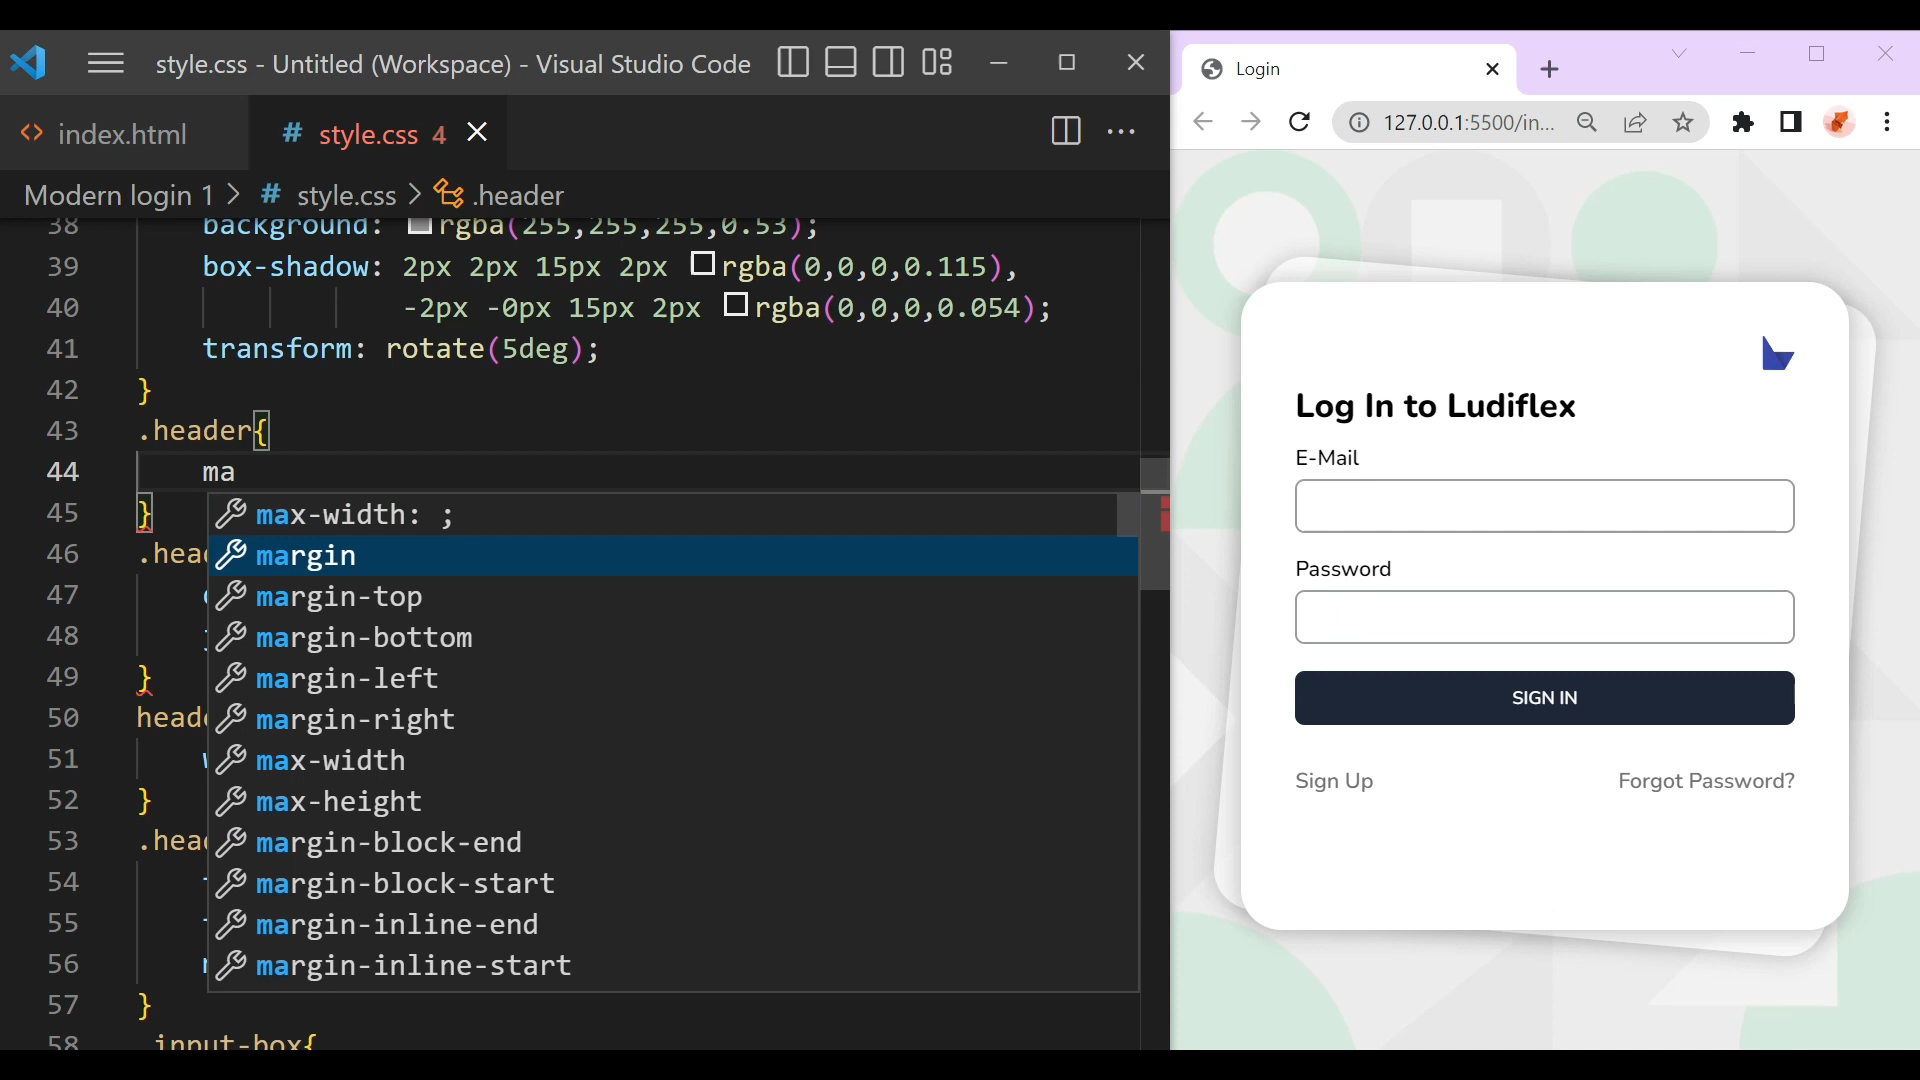 style.css - Untitled (Workspace) - Visual Studio Code
index.html
# style.css 4
Modern login 1 > # style.css > .header
38 background: rgba(255,255,255,0.53);
39 box-shadow: 2px 2px 15px 2px rgba(0,0,0,0.115),
40 -2px -0px 15px 2px rgba(0,0,0,0.054);
41 transform: rotate(5deg);
42 }
43 .header{
44 ma
45 }
max-width: ;
46 .head
margin
47
margin-top
48
margin-bottom
49 }
margin-left
50 heade
margin-right
51
max-width
52 }
max-height
53 .head
margin-block-end
54
margin-block-start
55
margin-inline-end
56
margin-inline-start
57 }
58 input-box{
Login
127.0.0.1:5500/in...
Log In to Ludiflex
E-Mail
Password
SIGN IN
Sign Up
Forgot Password?